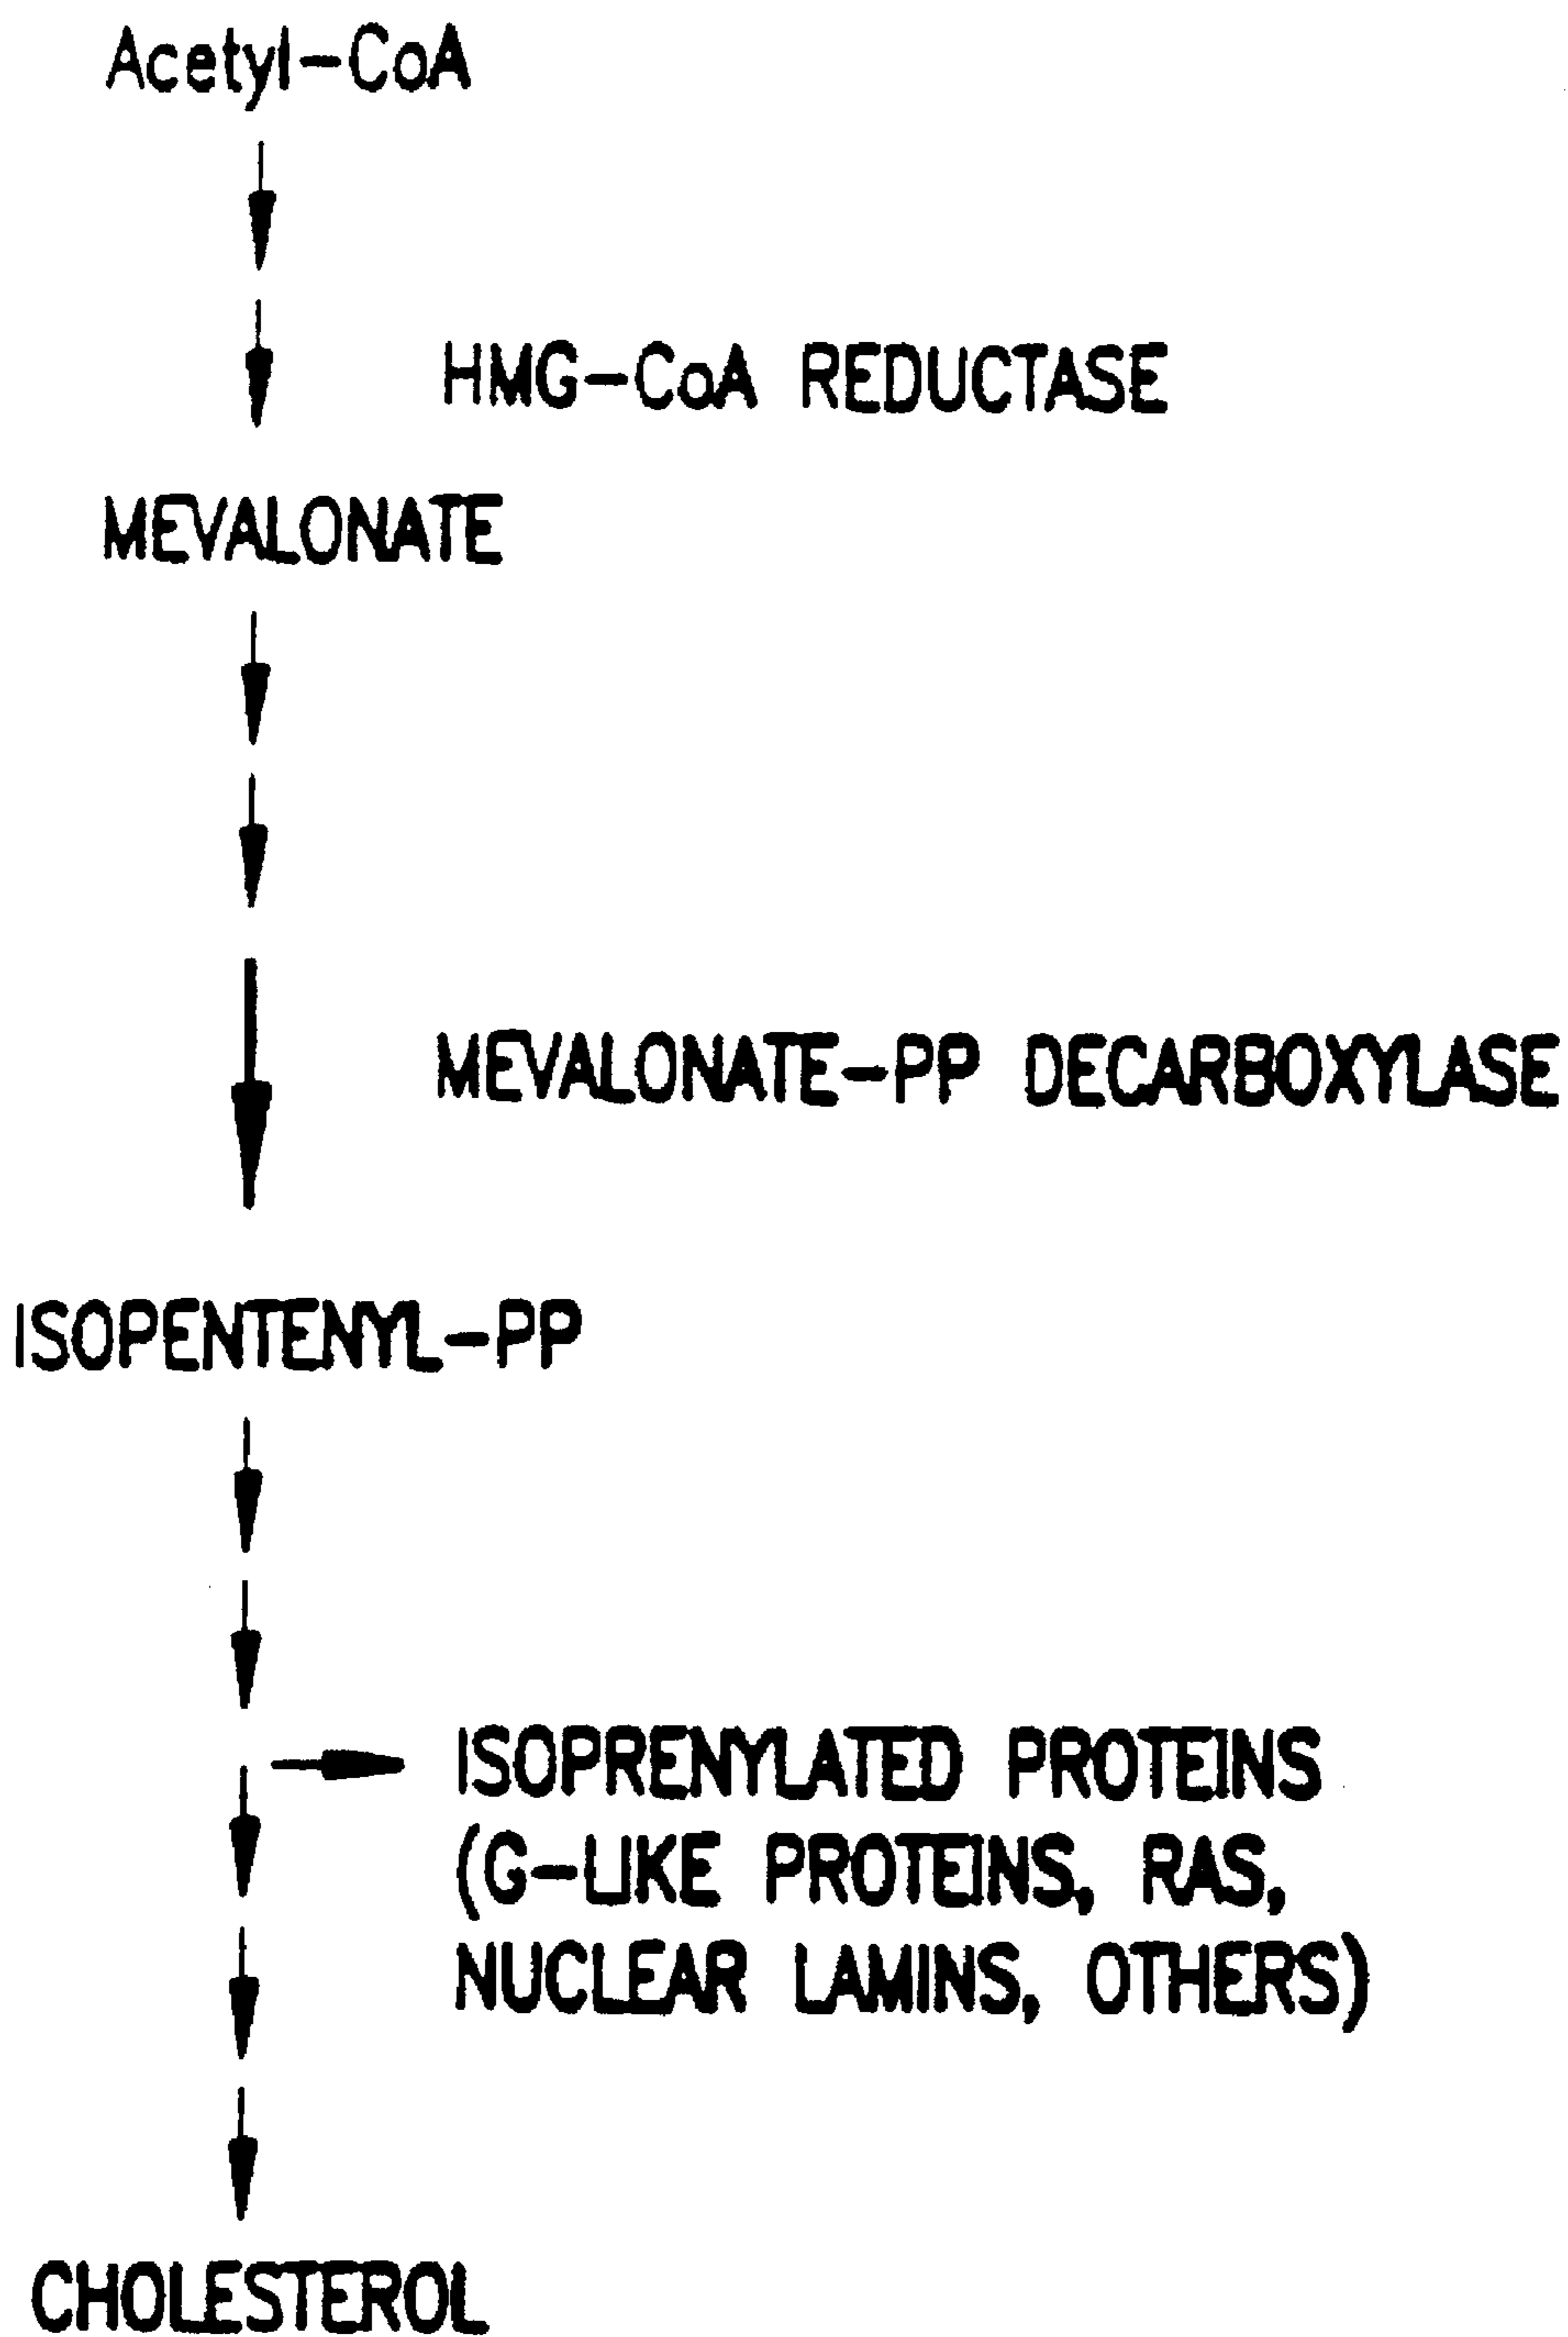 Acetyl-CoA
HMG-CoA REDUCTASE
MEVALONATE
MEVALONATE-PP DECARBOXYLASE
ISOPENTENYL-PP
ISOPRENYLATED PROTEINS
(G-LIKE PROTEINS, RAS,
NUCLEAR LAMINS, OTHERS)
CHOLESTEROL